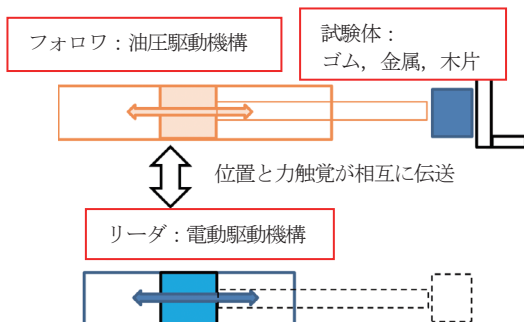 フォロワ：油圧駆動機構
試験体：
ゴム，金属，木片
位置と力触覚が相互に伝送
リーダ：電動駆動機構